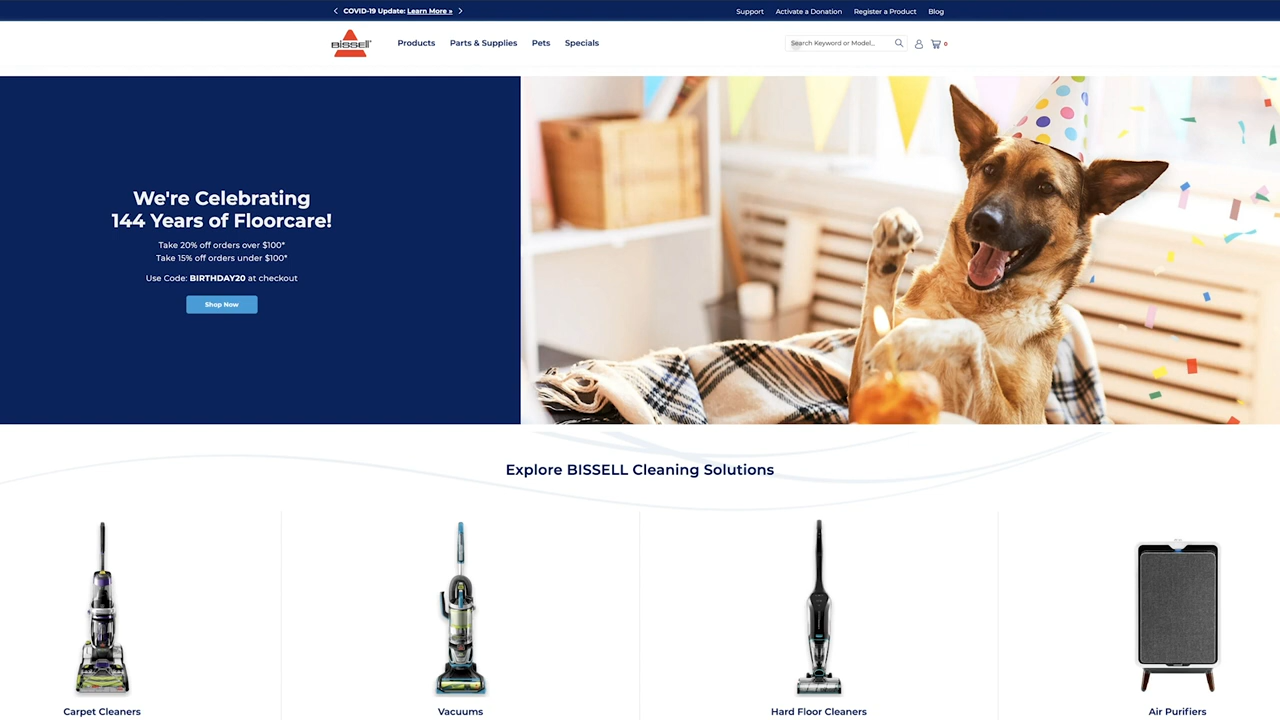 COVID-19 Update: Learn More »
Support
Activate a Donation
Register a Product
Blog
BISSELL
Products
Parts & Supplies
Pets
Specials
Search Keyword or Model...
0
We're Celebrating
144 Years of Floorcare!
Take 20% off orders over $100*
Take 15% off orders under $100*
Use Code: BIRTHDAY20 at checkout
Shop Now
Explore BISSELL Cleaning Solutions
Carpet Cleaners
Vacuums
Hard Floor Cleaners
Air Purifiers